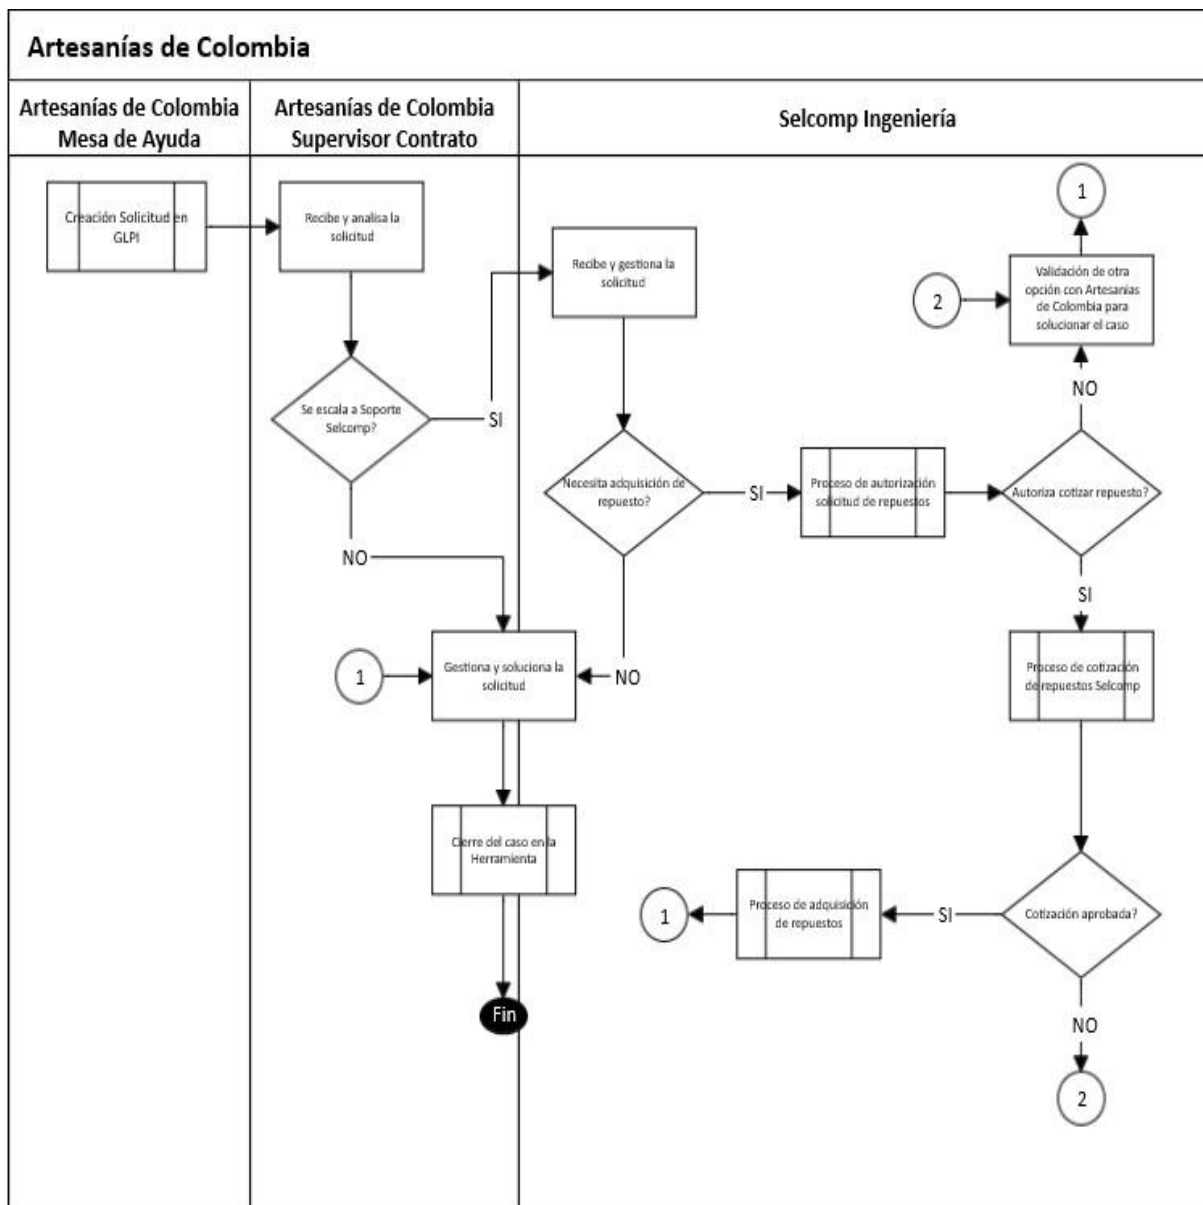 Artesanías de Colombia
Artesanías de Colombia
Mesa de Ayuda
Artesanías de Colombia
Supervisor Contrato
Selcomp Ingeniería
Creación Solicitud en
GLPI
Recibe y analisa la
solicitud
Recibe y gestiona la
solicitud
1
2
Validación de otra
opción con Artesanias
de Colombia para
solucionar el caso
NO
Se escala a Soporte
Selcomp?
SI
Necesita adquisición de
repuesto?
SI
Proceso de autorización
solicitud de repuestos
Autoriza cotizar repuesto?
NO
SI
1
Gestiona y soluciona la
solicitud
NO
Proceso de cotización
de repuestos Selcomp
Cierre del caso en la
Herramienta
1
Proceso de adquisición
de repuestos
SI
Cotización aprobada?
Fin
NO
2